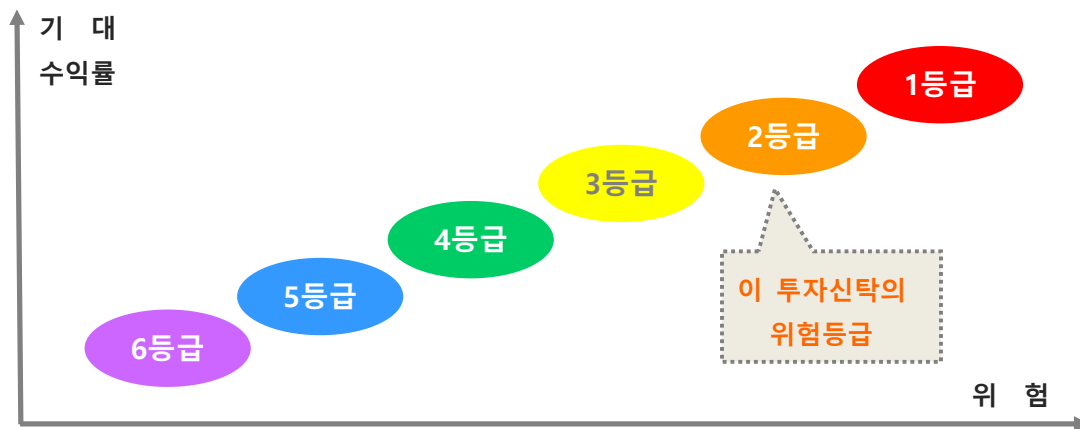 기 대
수익률
1등급
2등급
3등급
4등급
5등급
6등급
이 투자신탁의
위험등급
위 험